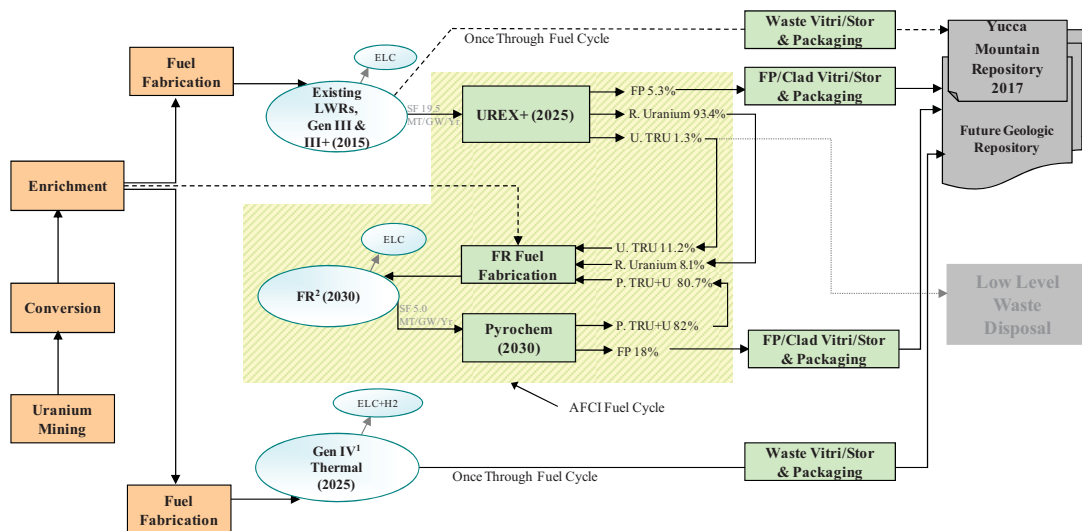 Waste Vitri/Stor
& Packaging
Yucca
Mountain
Repository
2017
Once Through Fuel Cycle
Fuel
Fabrication
ELC
FP/Clad Vitri/Stor
& Packaging
Existing
LWRs,
Gen III &
III+ (2015)
SF 19.5
MT/GW/Yr
UREX+ (2025)
FP 5.3%
R. Uranium 93.4%
U. TRU 1.3%
Future Geologic
Repository
Enrichment
ELC
FR Fuel
Fabrication
U. TRU 11.2%
R. Uranium 8.1%
P. TRU+U 80.7%
FR² (2030)
SF 5.0
MT/GW/Yr
Conversion
Low Level
Waste
Disposal
Pyrochem
(2030)
P. TRU+U 82%
FP 18%
FP/Clad Vitri/Stor
& Packaging
Uranium
Mining
ELC+H2
AFCI Fuel Cycle
Gen IV¹
Thermal
(2025)
Once Through Fuel Cycle
Waste Vitri/Stor
& Packaging
Fuel
Fabrication